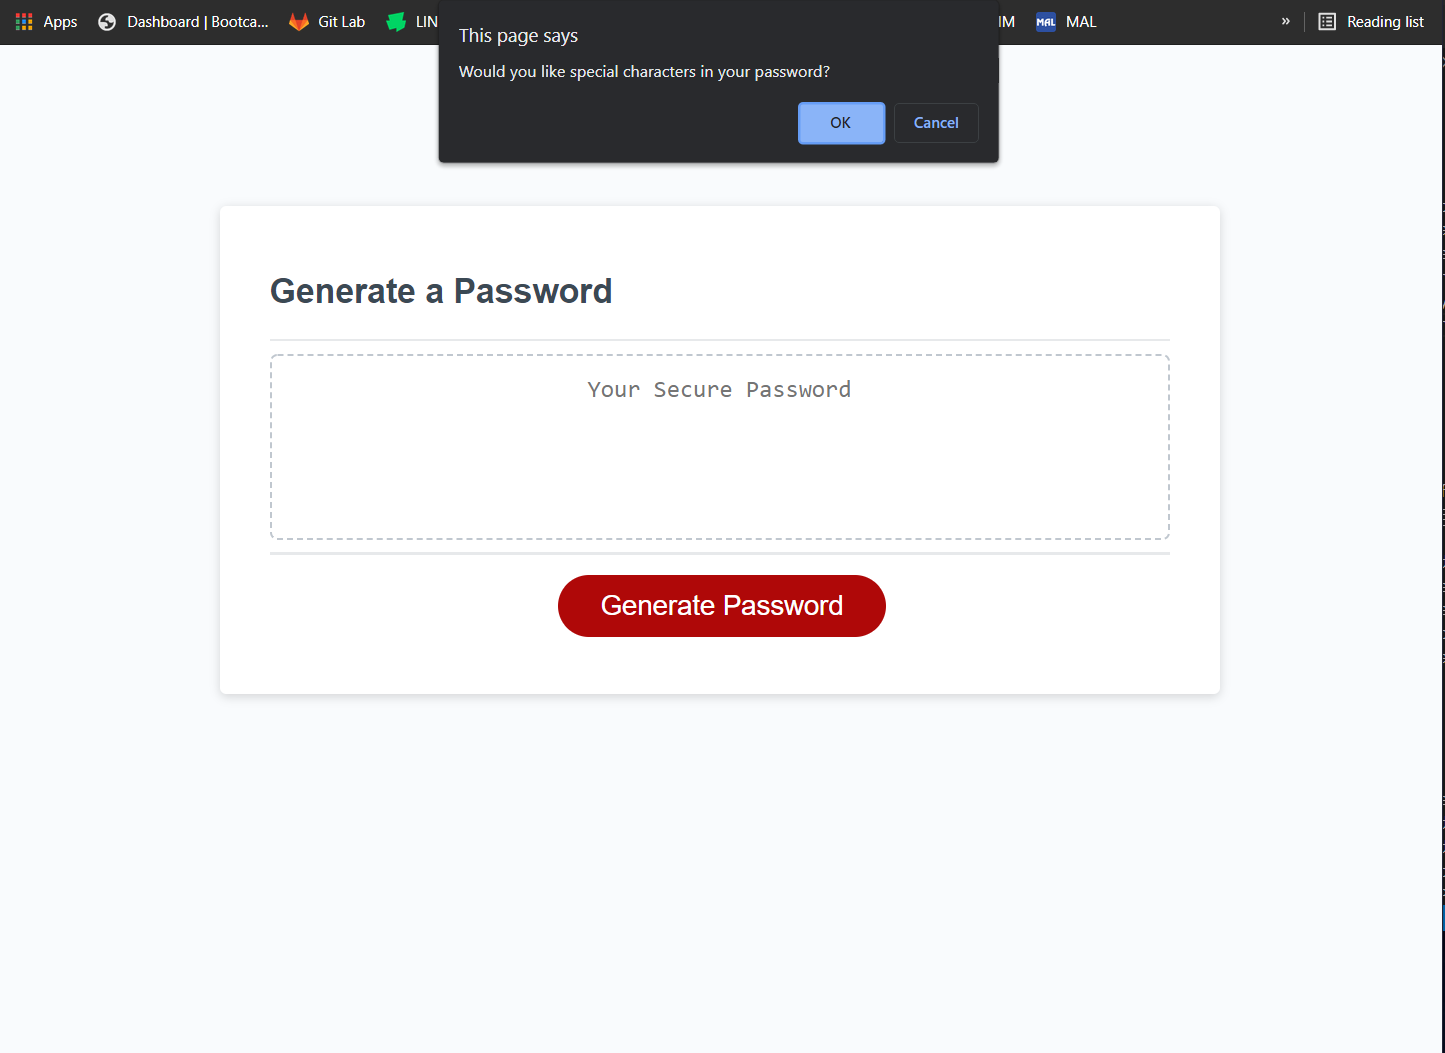 Apps
Dashboard | Bootca...
Git Lab
LIN
IM
MAL
MAL
»
Reading list
This page says
Would you like special characters in your password?
OK
Cancel
Generate a Password
Your Secure Password
Generate Password